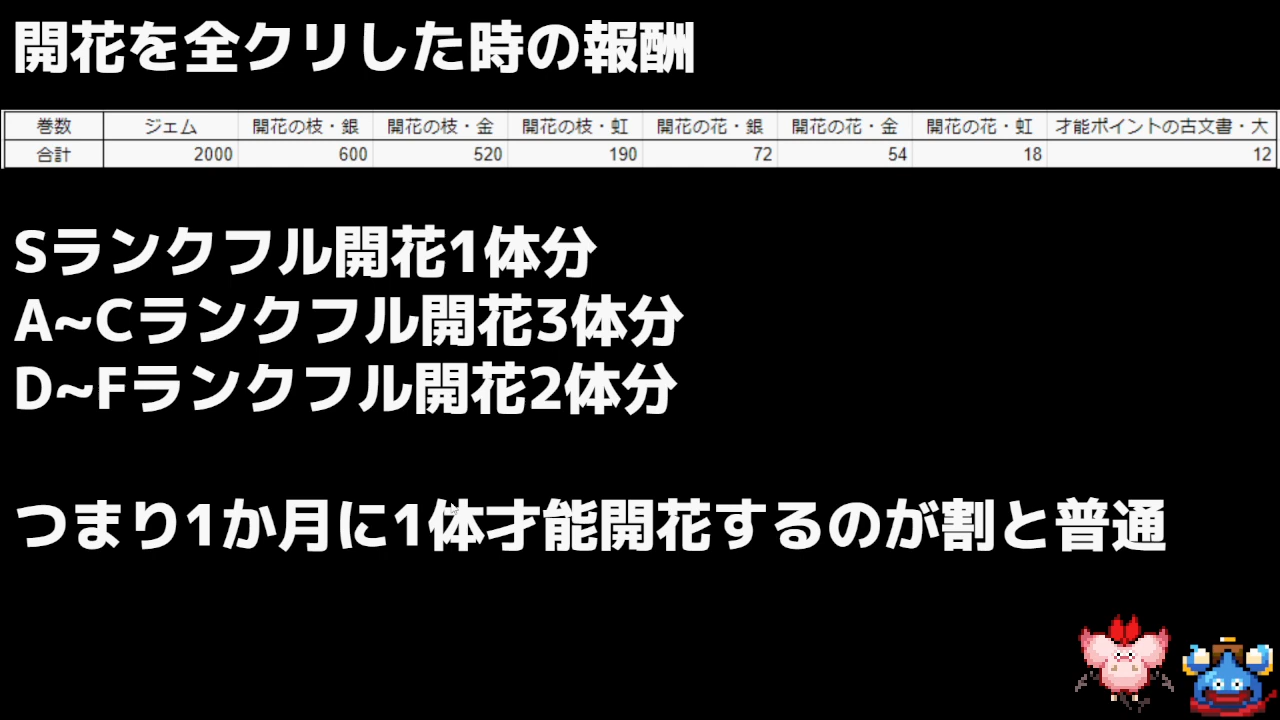 開花を全クリした時の報酬
巻数 ジェム 開花の枝・銀 開花の枝・金 開花の枝・虹 開花の花・銀 開花の花・金 開花の花・虹 才能ポイントの古文書・大
合計 2000 600 520 190 72 54 18 12
Sランクフル開花1体分
A~Cランクフル開花3体分
D~Fランクフル開花2体分
つまり1か月に1体才能開花するのが割と普通